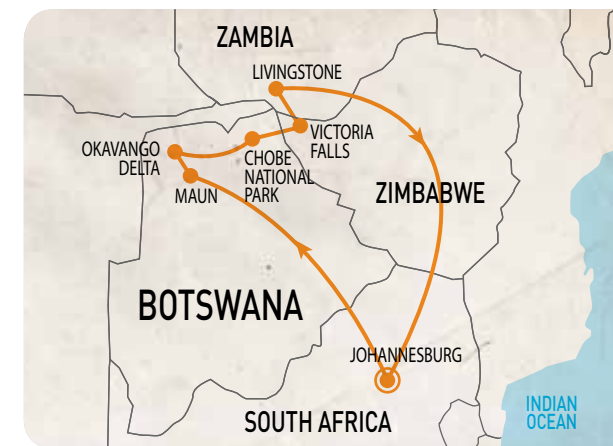 ZAMBIA
LIVINGSTONE
OKAVANGO
DELTA
VICTORIA
FALLS
CHOBE
NATIONAL
PARK
MAUN
ZIMBABWE
BOTSWANA
JOHANNESBURG
SOUTH AFRICA
INDIAN
OCEAN